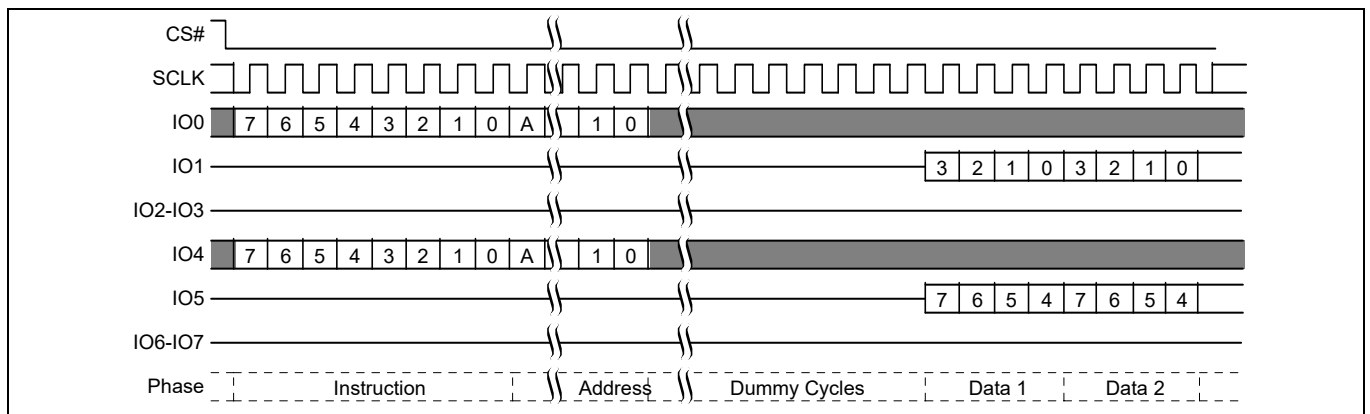 CS#
SCLK
IO0 7 6 5 4 3 2 1 0 A 1 0
IO1 3 2 1 0 3 2 1 0
IO2-IO3
IO4 7 6 5 4 3 2 1 0 A 1 0
IO5 7 6 5 4 7 6 5 4
IO6-IO7
Phase Instruction Address Dummy Cycles Data 1 Data 2